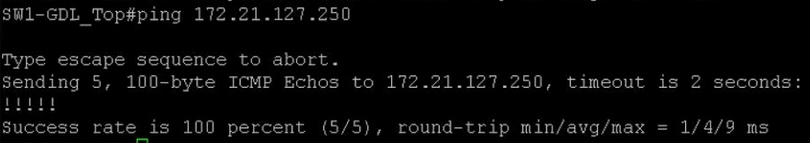 SW1-GDL_Top#ping 172.21.127.250
Type escape sequence to abort.
Sending 5, 100-byte ICMP Echos to 172.21.127.250, timeout is 2 seconds:
!!!!!
Success rate is 100 percent (5/5), round-trip min/avg/max = 1/4/9 ms